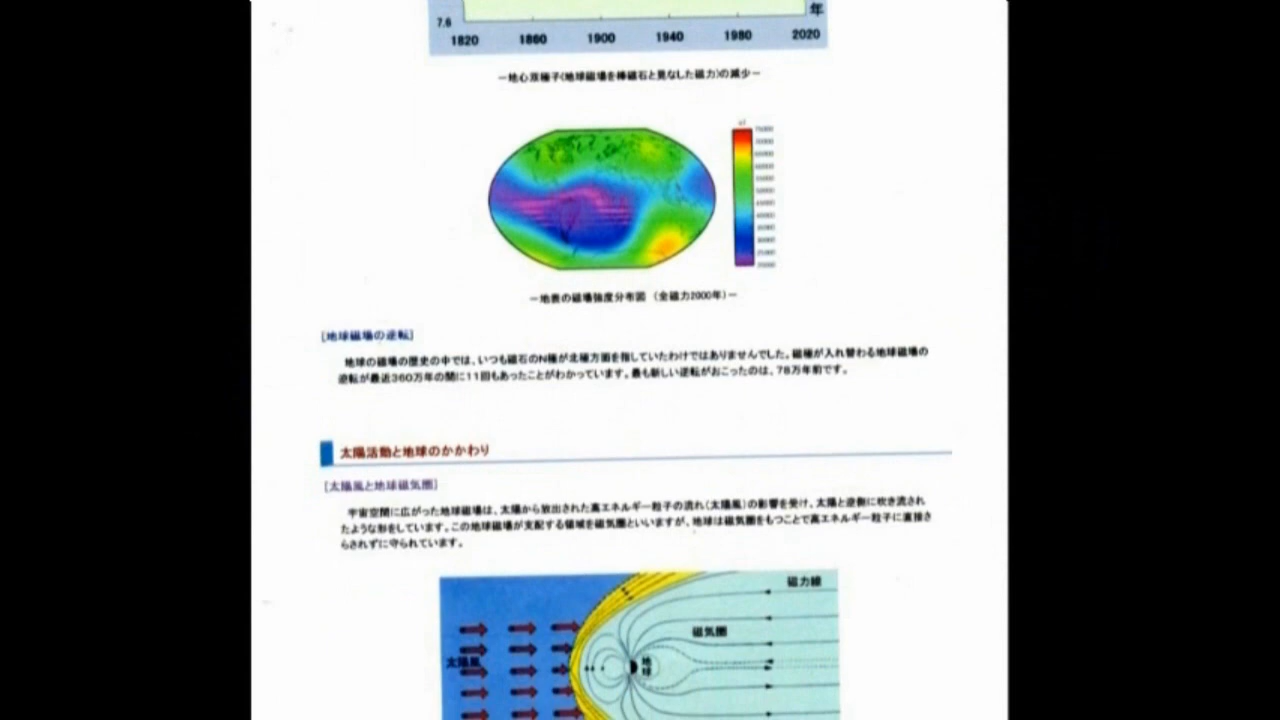 7.6
年
1820 1860 1900 1940 1980 2020
－地心双極子(地球磁場を棒磁石と見なした磁力)の減少－
－地表の磁場強度分布図 (全磁力2000年)－
[地球磁場の逆転]
地球の磁場の歴史の中では、いつも磁石のN極が北極方面を指していたわけではありませんでした。磁極が入れ替わる地球磁場の
逆転が最近360万年の間に11回もあったことがわかっています。最も新しい逆転がおこったのは、78万年前です。
太陽活動と地球のかかわり
[太陽風と地球磁気圏]
宇宙空間に広がった地球磁場は、太陽から放出された高エネルギー粒子の流れ(太陽風)の影響を受け、太陽と逆側に吹き流され
たような形をしています。この地球磁場が支配する領域を磁気圏といいますが、地球は磁気圏をもつことで高エネルギー粒子に直接さ
らされずに守られています。
磁力線
磁気圏
太陽風
地球